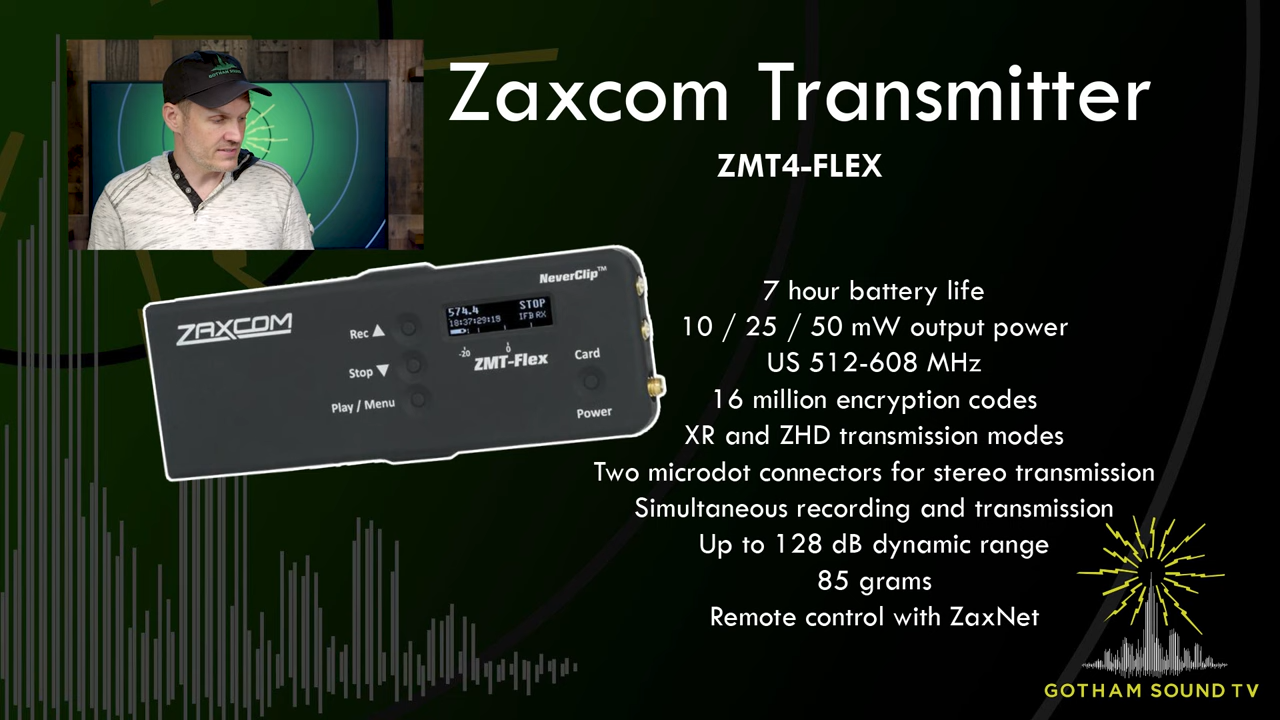 GOTHAM SOUND
Zaxcom Transmitter
ZMT4-FLEX
NeverClip™
ZAXCOM
Rec ▲
574.4 STOP
18:37:29:19 IFB RX
-20 0
Stop ▼
ZMT-Flex
Card
Play / Menu
Power
7 hour battery life
10 / 25 / 50 mW output power
US 512-608 MHz
16 million encryption codes
XR and ZHD transmission modes
Two microdot connectors for stereo transmission
Simultaneous recording and transmission
Up to 128 dB dynamic range
85 grams
Remote control with ZaxNet
GOTHAM SOUND TV